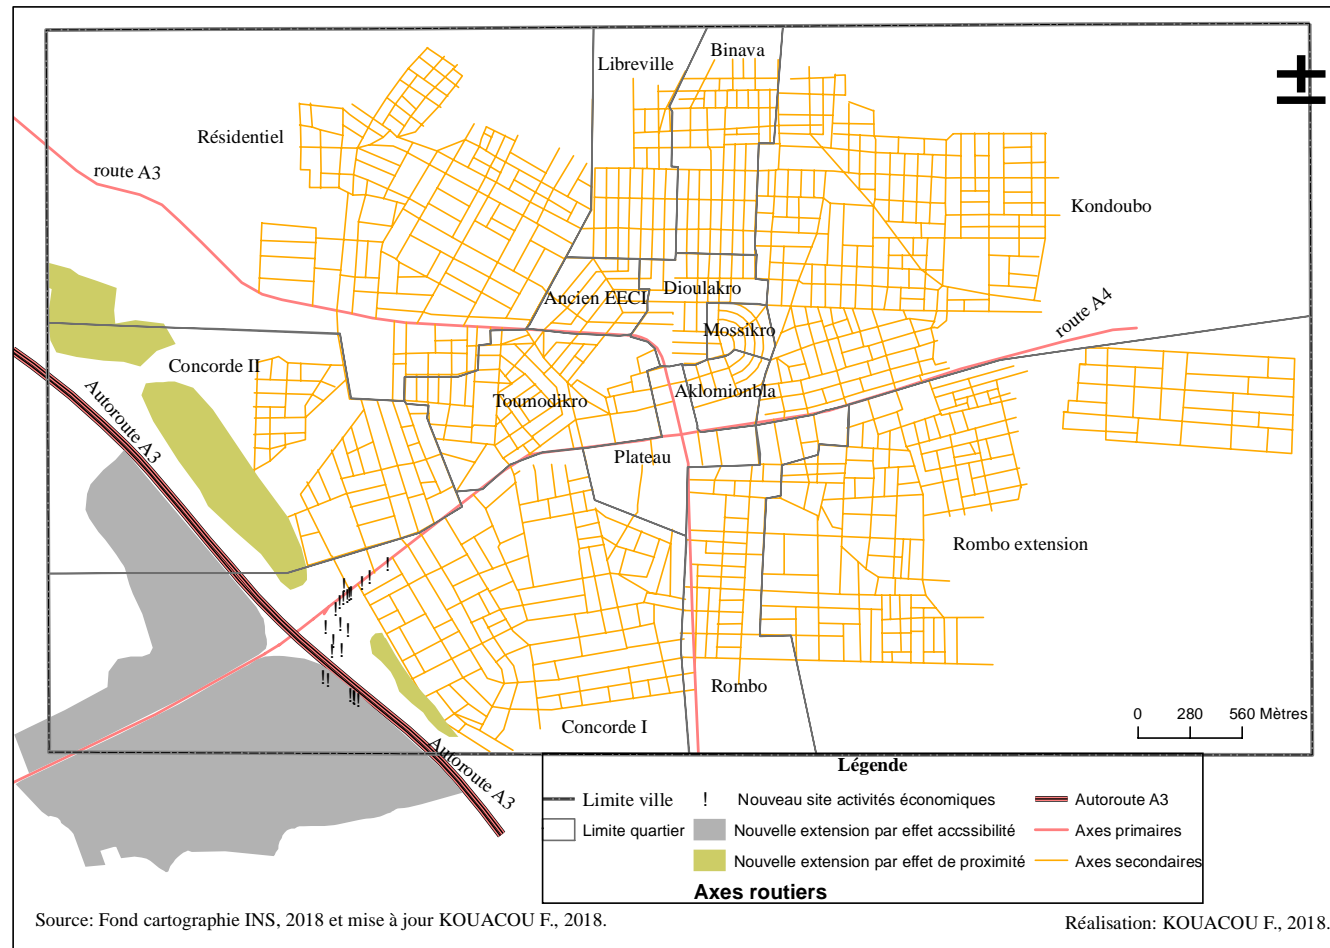 Binava
Libreville
Résidentiel
route A3
Kondoubo
Dioulakro
Ancien EECI
Mossikro
route A4
Concorde II
Autoroute A3
Toumodikro
Aklomionbla
Plateau
Rombo extension
Rombo
Concorde I
0 280 560 Mètres
Autoroute A3
Légende
Limite ville
! Nouveau site activités économiques
Autoroute A3
Limite quartier
Nouvelle extension par effet accssibilité
Axes primaires
Nouvelle extension par effet de proximité
Axes secondaires
Axes routiers
Source: Fond cartographie INS, 2018 et mise à jour KOUACOU F., 2018.
Réalisation: KOUACOU F., 2018.